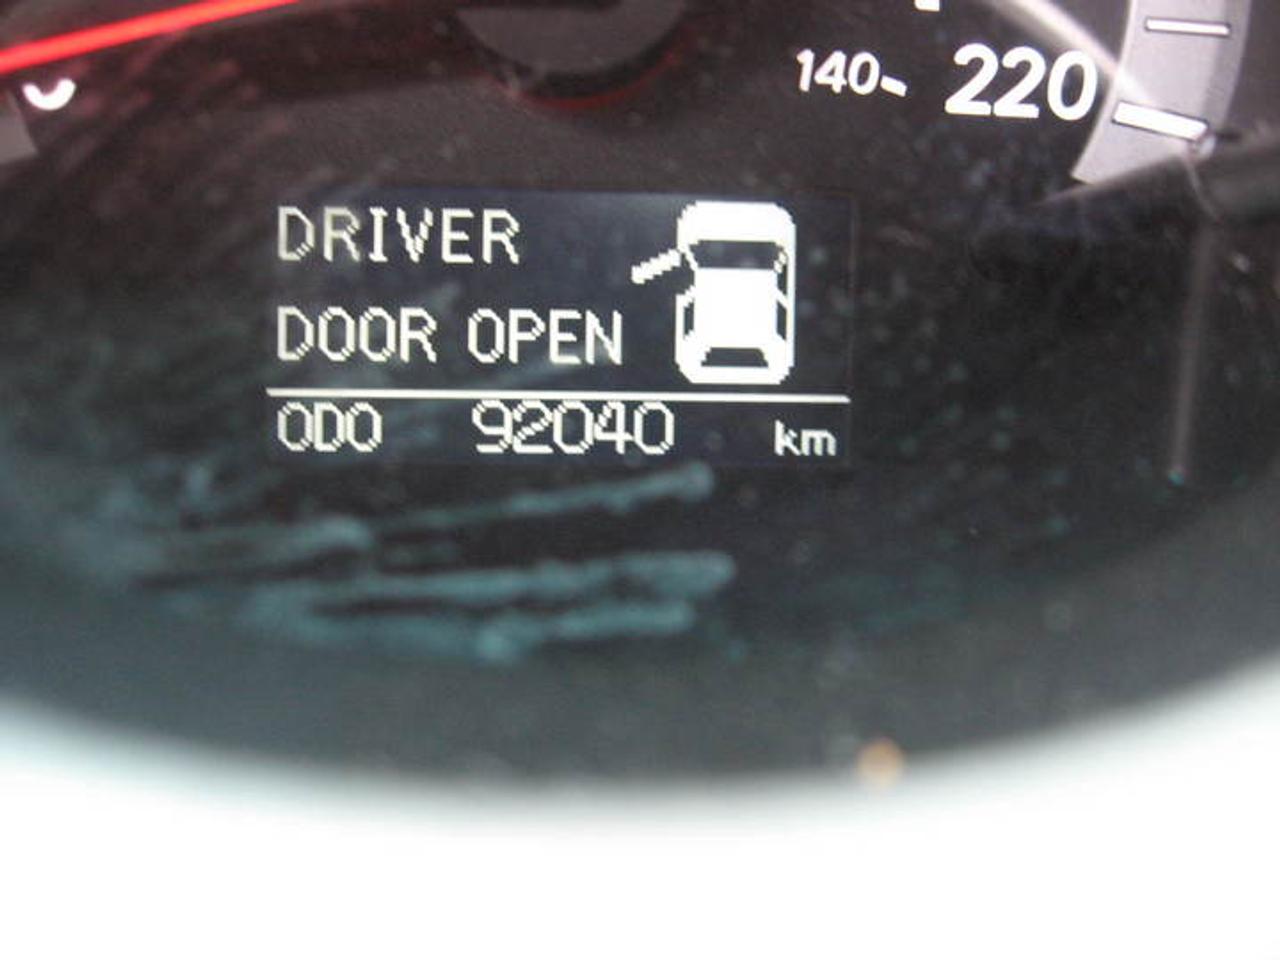 140 220
DRIVER
DOOR OPEN
ODO 92040 km